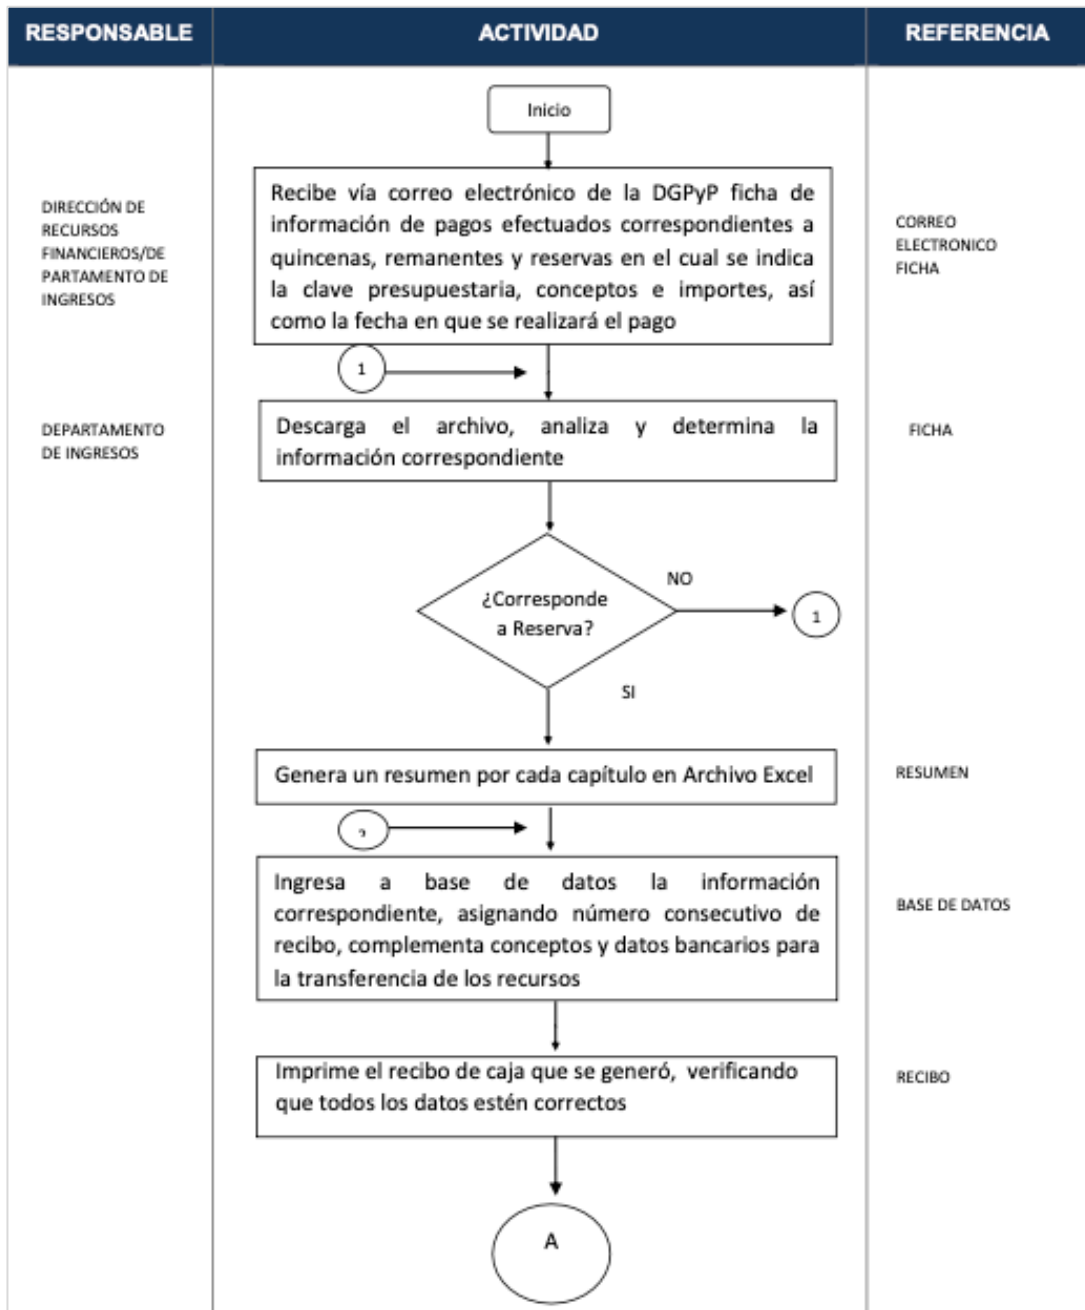 RESPONSABLE
ACTIVIDAD
REFERENCIA
Inicio
DIRECCIÓN DE
RECURSOS
FINANCIEROS/DE
PARTAMENTO DE
INGRESOS
Recibe vía correo electrónico de la DGPyP ficha de
información de pagos efectuados correspondientes a
quincenas, remanentes y reservas en el cual se indica
la clave presupuestaria, conceptos e importes, así
como la fecha en que se realizará el pago
CORREO
ELECTRONICO
FICHA
1
DEPARTAMENTO
DE INGRESOS
Descarga el archivo, analiza y determina la
información correspondiente
FICHA
¿Corresponde
a Reserva?
NO
1
SI
Genera un resumen por cada capítulo en Archivo Excel
RESUMEN
Ingresa a base de datos la información
correspondiente, asignando número consecutivo de
recibo, complementa conceptos y datos bancarios para
la transferencia de los recursos
BASE DE DATOS
Imprime el recibo de caja que se generó, verificando
que todos los datos estén correctos
RECIBO
A